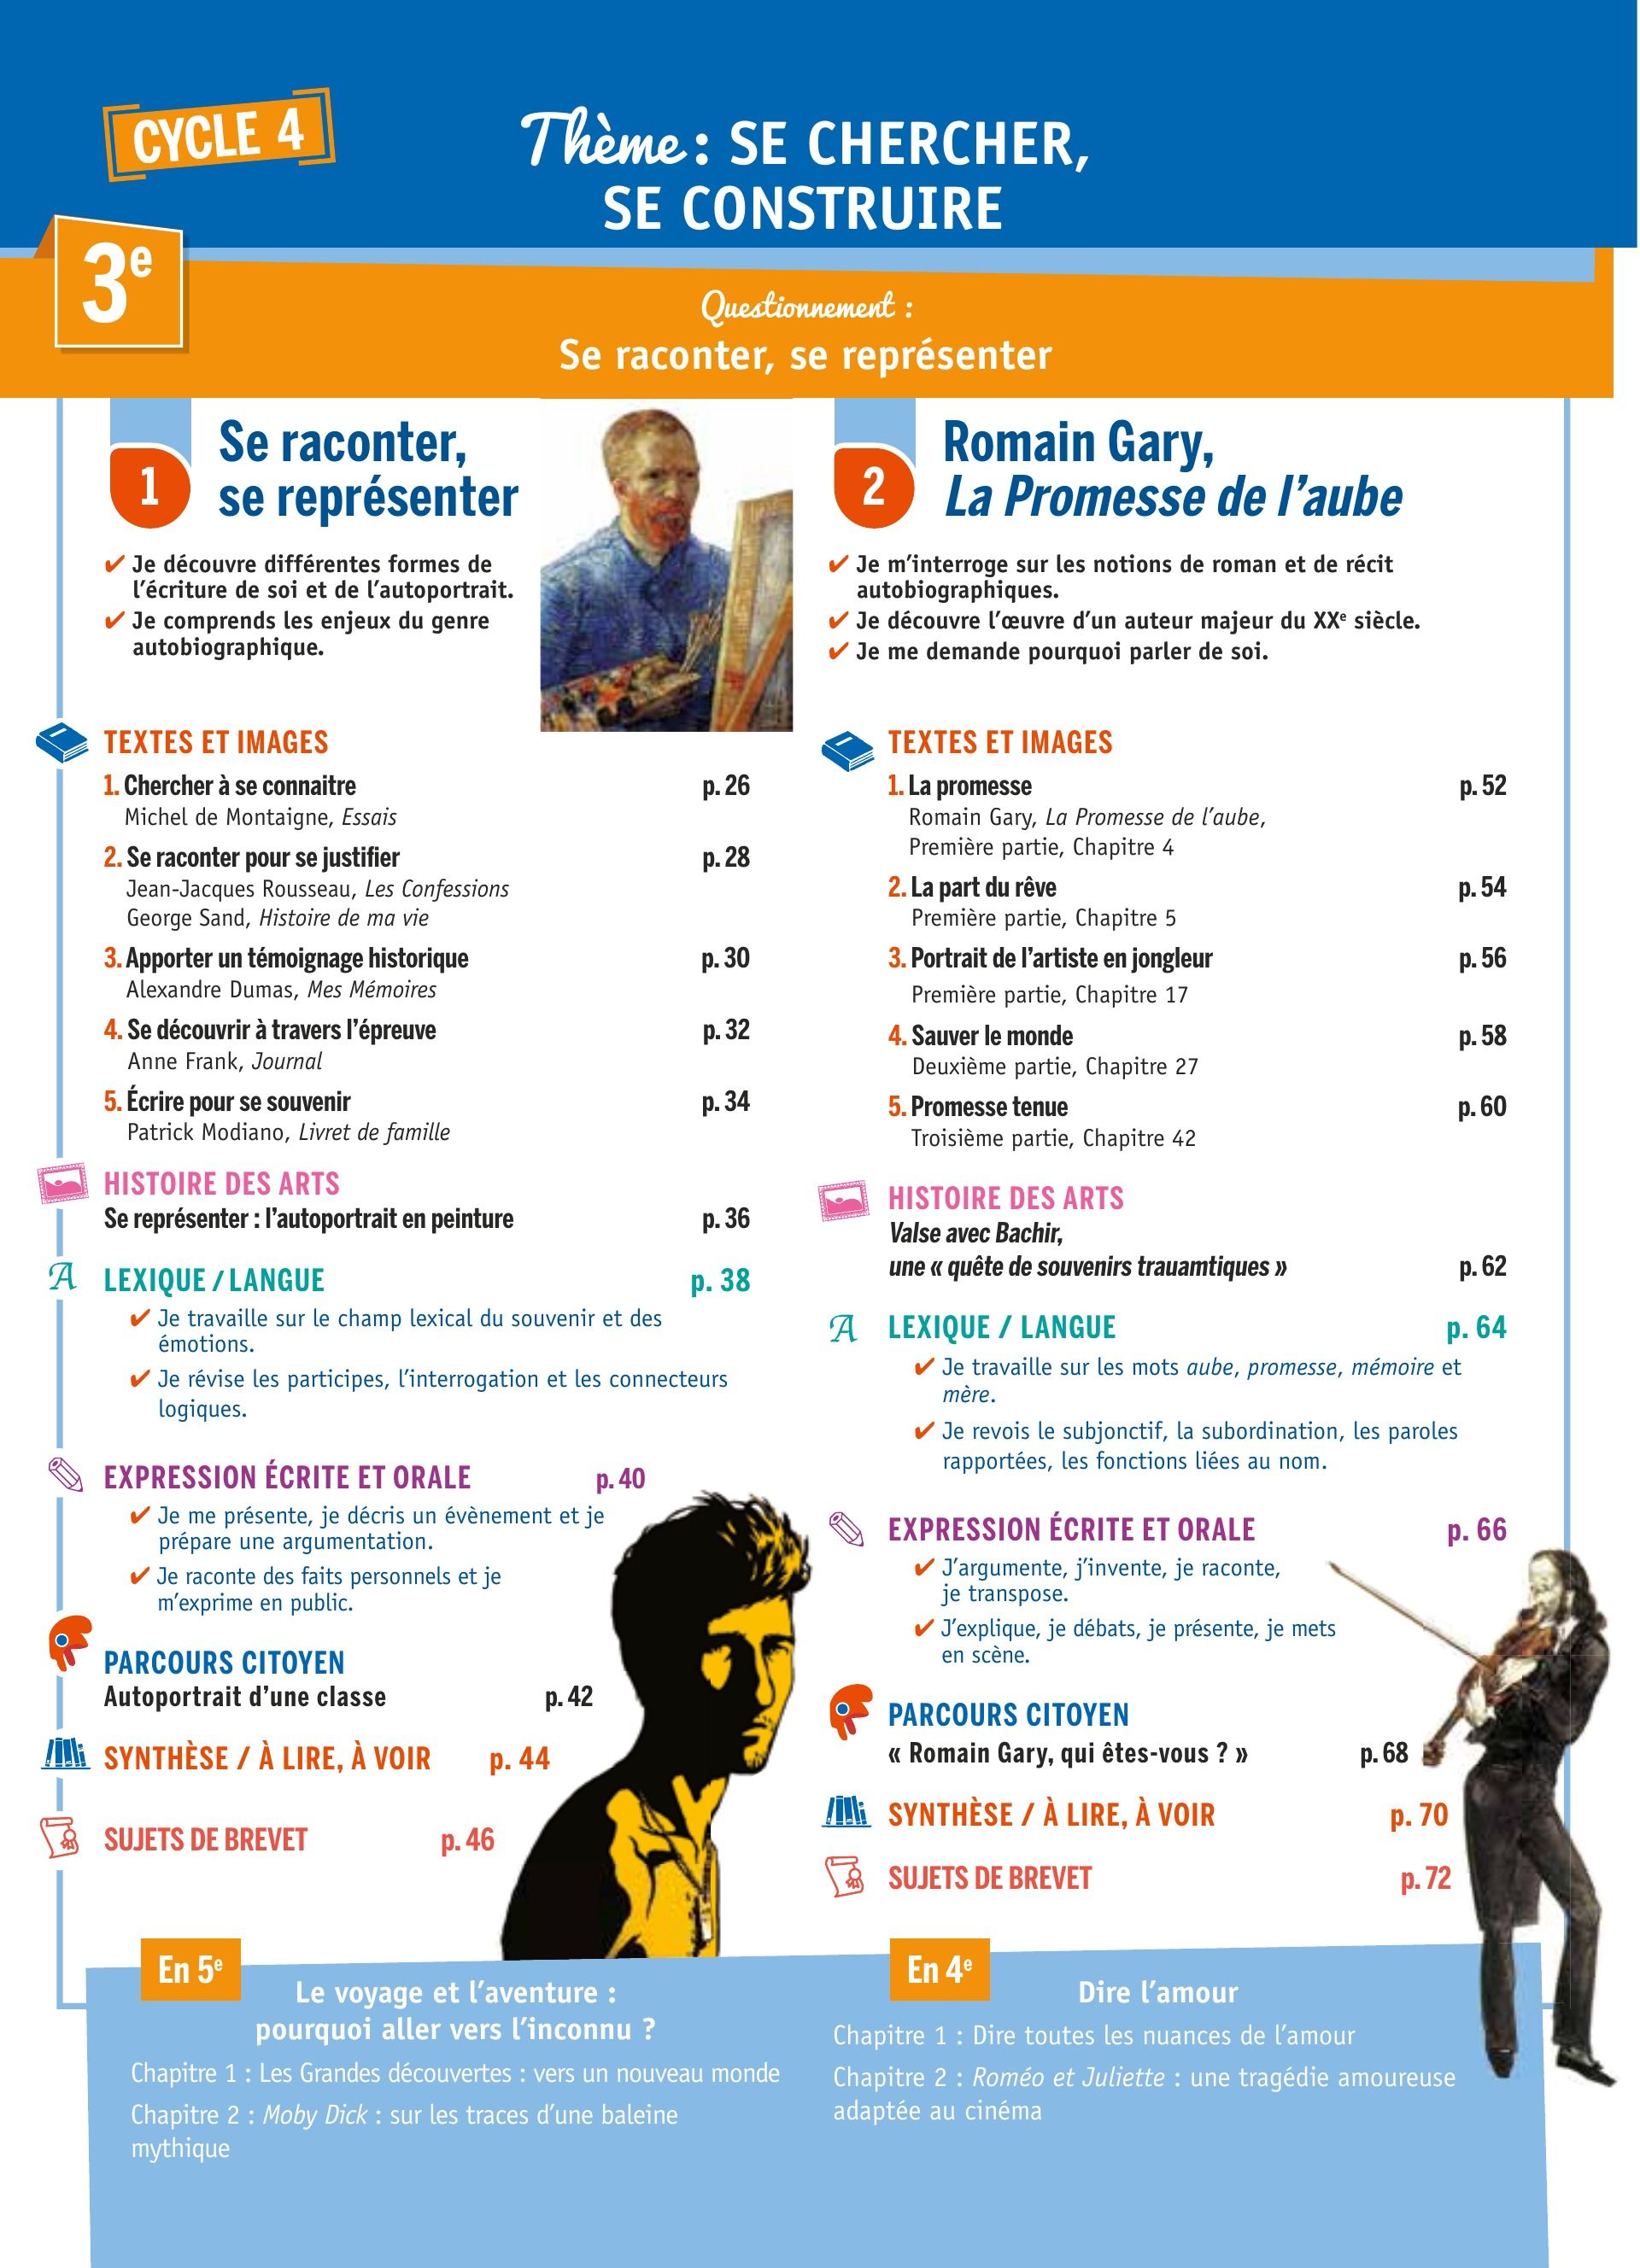 CYCLE 4
Thème : SE CHERCHER,
SE CONSTRUIRE
3e
Questionnement :
Se raconter, se représenter
1
Se raconter,
se représenter
✔ Je découvre différentes formes de
l’écriture de soi et de l’autoportrait.
✔ Je comprends les enjeux du genre
autobiographique.
TEXTES ET IMAGES
1. Chercher à se connaitre p. 26
Michel de Montaigne, Essais
2. Se raconter pour se justifier p. 28
Jean-Jacques Rousseau, Les Confessions
George Sand, Histoire de ma vie
3. Apporter un témoignage historique p. 30
Alexandre Dumas, Mes Mémoires
4. Se découvrir à travers l’épreuve p. 32
Anne Frank, Journal
5. Écrire pour se souvenir p. 34
Patrick Modiano, Livret de famille
HISTOIRE DES ARTS
Se représenter : l’autoportrait en peinture p. 36
A LEXIQUE / LANGUE p. 38
✔ Je travaille sur le champ lexical du souvenir et des
émotions.
✔ Je révise les participes, l’interrogation et les connecteurs
logiques.
EXPRESSION ÉCRITE ET ORALE p. 40
✔ Je me présente, je décris un évènement et je
prépare une argumentation.
✔ Je raconte des faits personnels et je
m’exprime en public.
PARCOURS CITOYEN
Autoportrait d’une classe p. 42
SYNTHÈSE / À LIRE, À VOIR p. 44
SUJETS DE BREVET p. 46
2
Romain Gary,
La Promesse de l’aube
✔ Je m’interroge sur les notions de roman et de récit
autobiographiques.
✔ Je découvre l’œuvre d’un auteur majeur du XXe siècle.
✔ Je me demande pourquoi parler de soi.
TEXTES ET IMAGES
1. La promesse p. 52
Romain Gary, La Promesse de l’aube,
Première partie, Chapitre 4
2. La part du rêve p. 54
Première partie, Chapitre 5
3. Portrait de l’artiste en jongleur p. 56
Première partie, Chapitre 17
4. Sauver le monde p. 58
Deuxième partie, Chapitre 27
5. Promesse tenue p. 60
Troisième partie, Chapitre 42
HISTOIRE DES ARTS
Valse avec Bachir,
une « quête de souvenirs trauamtiques » p. 62
A LEXIQUE / LANGUE p. 64
✔ Je travaille sur les mots aube, promesse, mémoire et
mère.
✔ Je revois le subjonctif, la subordination, les paroles
rapportées, les fonctions liées au nom.
EXPRESSION ÉCRITE ET ORALE p. 66
✔ J’argumente, j’invente, je raconte,
je transpose.
✔ J’explique, je débats, je présente, je mets
en scène.
PARCOURS CITOYEN
« Romain Gary, qui êtes-vous ? » p. 68
SYNTHÈSE / À LIRE, À VOIR p. 70
SUJETS DE BREVET p. 72
En 5e
Le voyage et l’aventure :
pourquoi aller vers l’inconnu ?
Chapitre 1 : Les Grandes découvertes : vers un nouveau monde
Chapitre 2 : Moby Dick : sur les traces d’une baleine
mythique
En 4e
Dire l’amour
Chapitre 1 : Dire toutes les nuances de l’amour
Chapitre 2 : Roméo et Juliette : une tragédie amoureuse
adaptée au cinéma